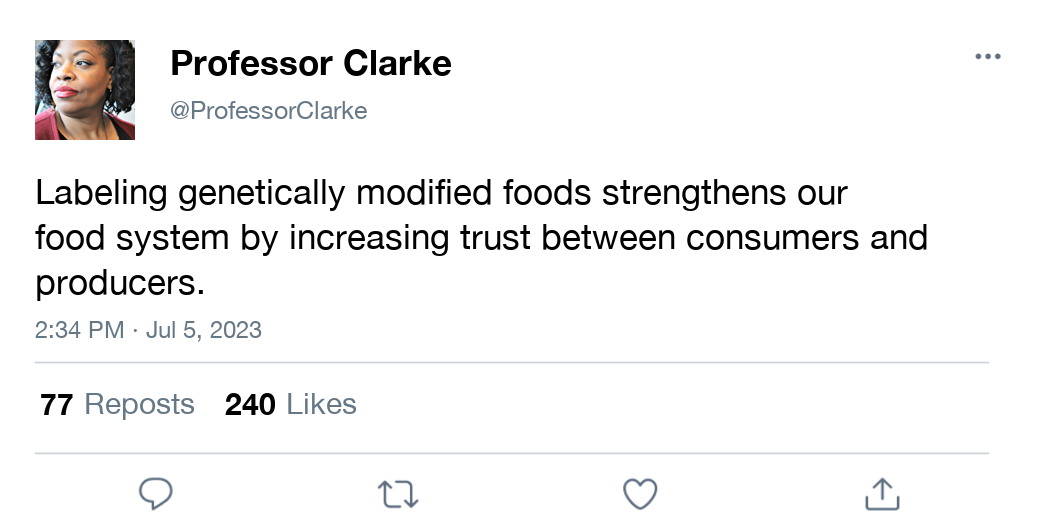 Professor Clarke
@ProfessorClarke
Labeling genetically modified foods strengthens our
food system by increasing trust between consumers and
producers.
2:34 PM · Jul 5, 2023
77 Reposts 240 Likes